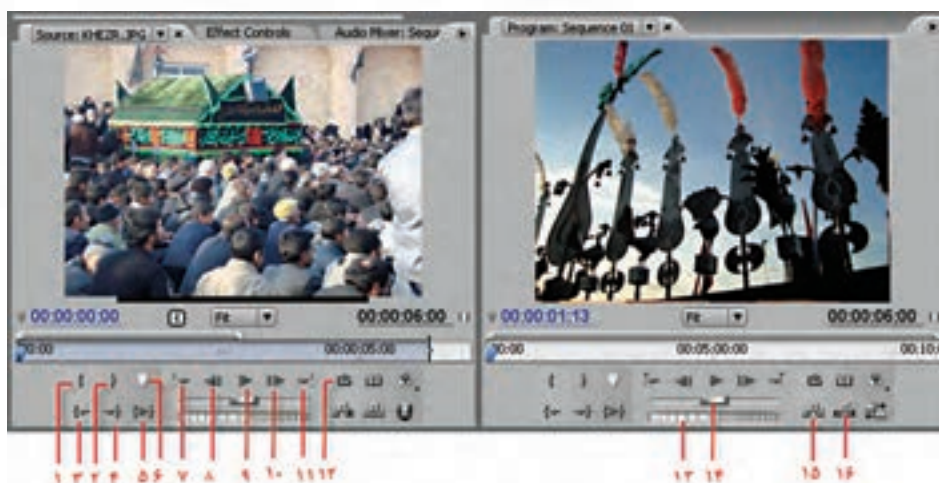 Source: KHEZR.JPG Effect Controls Audio Mixer: Sequ
Program: Sequence 01
00:00:00:00 Fit 00:00:06:00
00:00:01:13 Fit 00:00:06:00
00:00 00:00:05:00
00:00 00:05:00:00 00:10:0
۱ ۳ ۲ ۴ ۵ ۶ ۷ ۸ ۹ ۱۰ ۱۱ ۱۲
۱۳ ۱۴ ۱۵ ۱۶